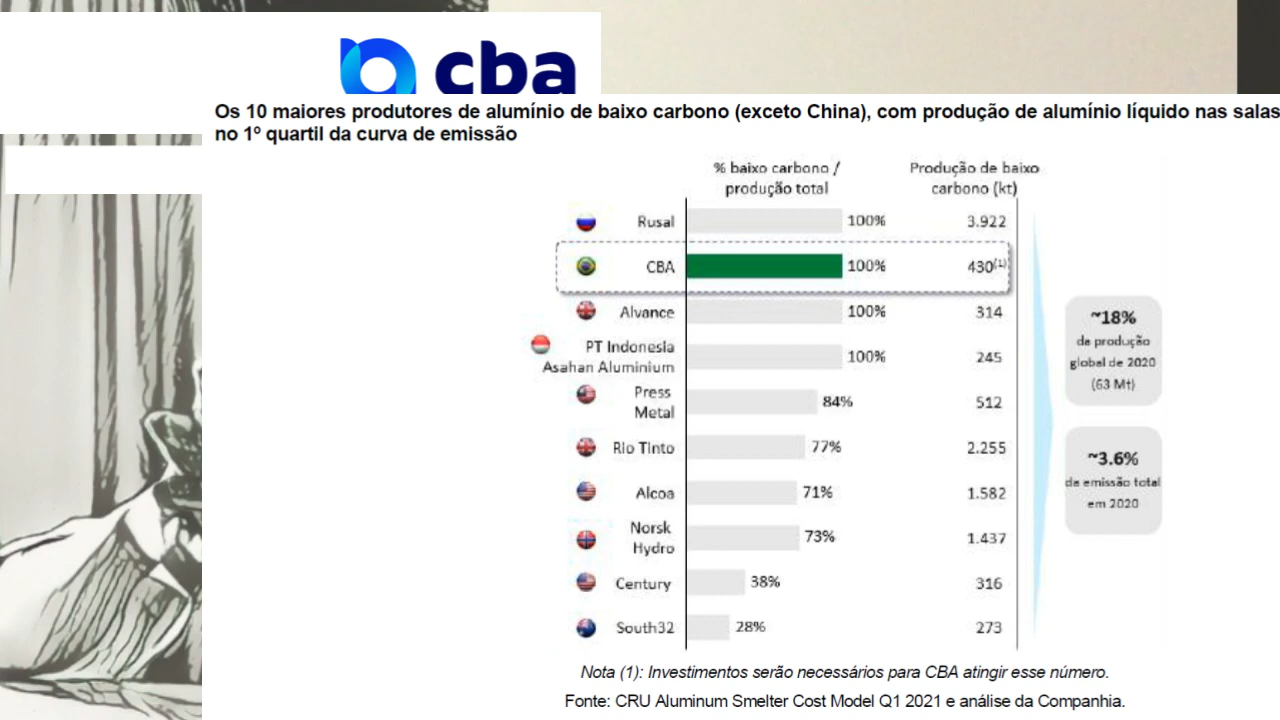 cba
Os 10 maiores produtores de alumínio de baixo carbono (exceto China), com produção de alumínio líquido nas salas
no 1º quartil da curva de emissão
% baixo carbono /
produção total
Produção de baixo
carbono (kt)
Rusal 100% 3.922
CBA 100% 430(1)
Alvance 100% 314
PT Indonesia
Asahan Aluminium 100% 245
Press
Metal 84% 512
Rio Tinto 77% 2.255
Alcoa 71% 1.582
Norsk
Hydro 73% 1.437
Century 38% 316
South32 28% 273
~18%
da produção
global de 2020
(63 Mt)
~3.6%
da emissão total
em 2020
Nota (1): Investimentos serão necessários para CBA atingir esse número.
Fonte: CRU Aluminum Smelter Cost Model Q1 2021 e análise da Companhia.